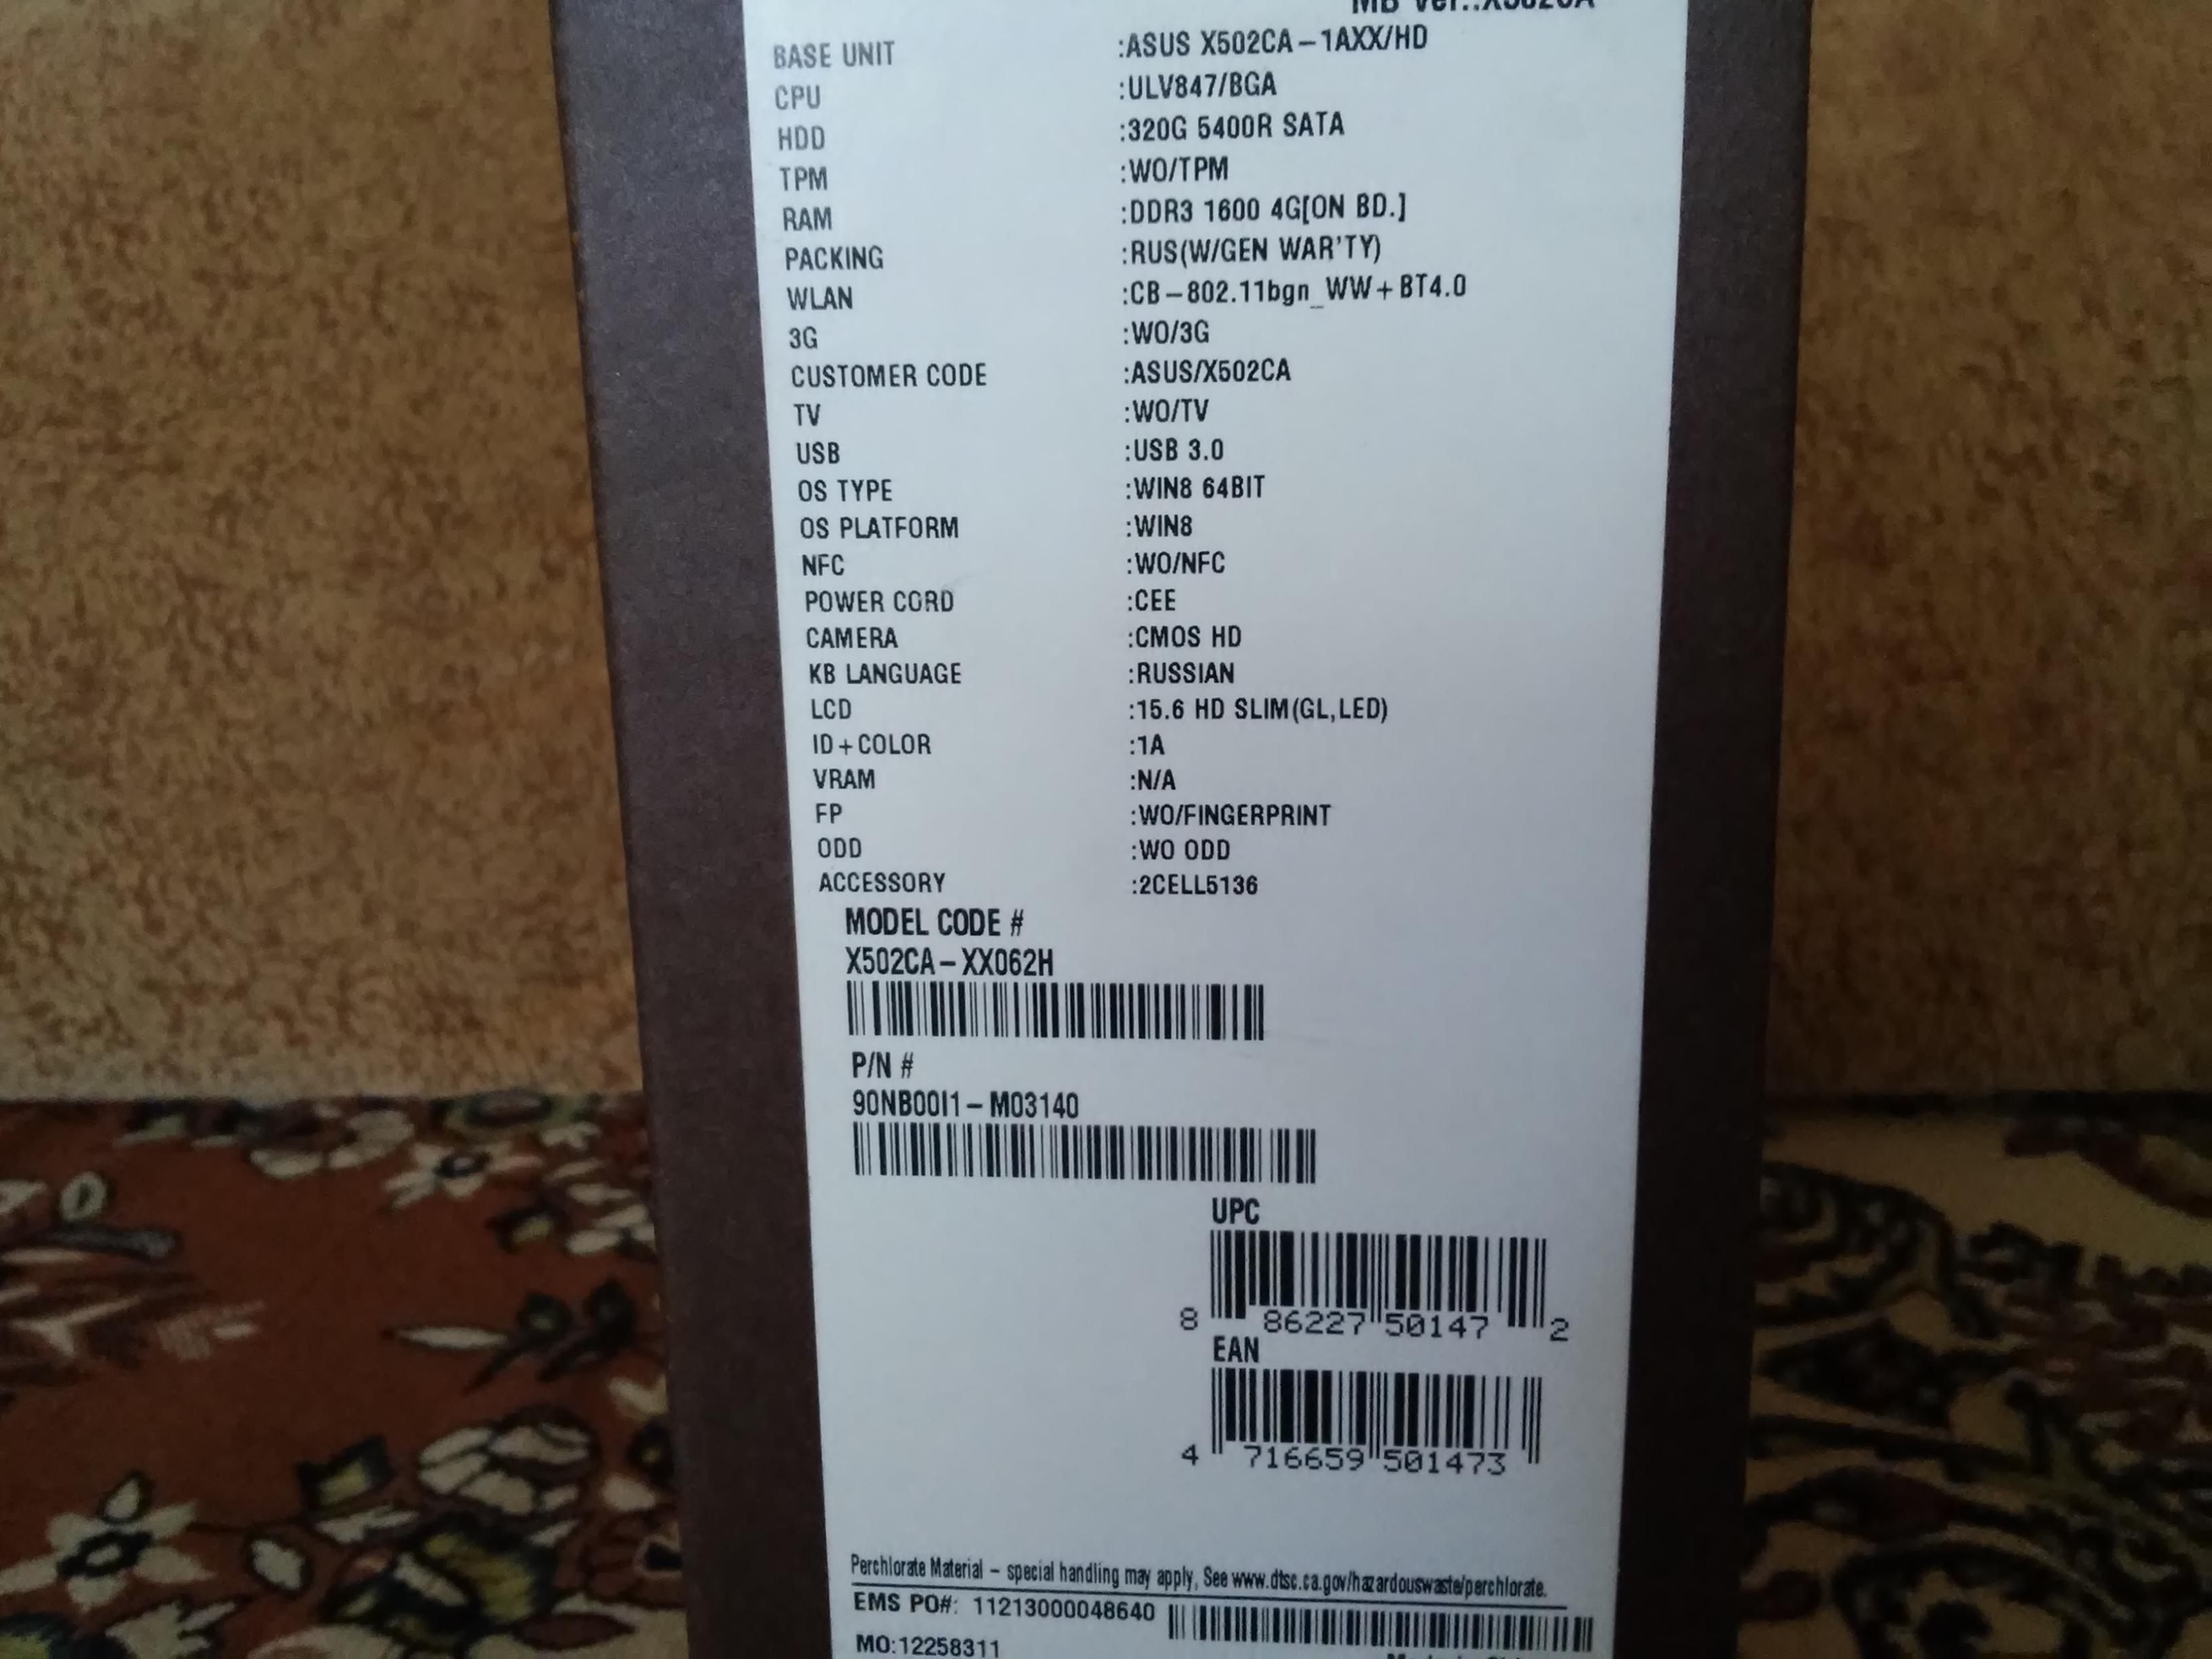 MB Ver.:X502CA
BASE UNIT :ASUS X502CA-1AXX/HD
CPU :ULV847/BGA
HDD :320G 5400R SATA
TPM :WO/TPM
RAM :DDR3 1600 4G[ON BD.]
PACKING :RUS(W/GEN WAR'TY)
WLAN :CB-802.11bgn_WW+BT4.0
3G :WO/3G
CUSTOMER CODE :ASUS/X502CA
TV :WO/TV
USB :USB 3.0
OS TYPE :WIN8 64BIT
OS PLATFORM :WIN8
NFC :WO/NFC
POWER CORD :CEE
CAMERA :CMOS HD
KB LANGUAGE :RUSSIAN
LCD :15.6 HD SLIM(GL,LED)
ID+COLOR :1A
VRAM :N/A
FP :WO/FINGERPRINT
ODD :WO ODD
ACCESSORY :2CELL5136
MODEL CODE #
X502CA-XX062H
P/N #
90NB00I1-M03140
UPC
8 86227 50147 2
EAN
4 716659 501473
Perchlorate Material - special handling may apply, See www.dtsc.ca.gov/hazardouswaste/perchlorate.
EMS PO#: 11213000048640
MO:12258311